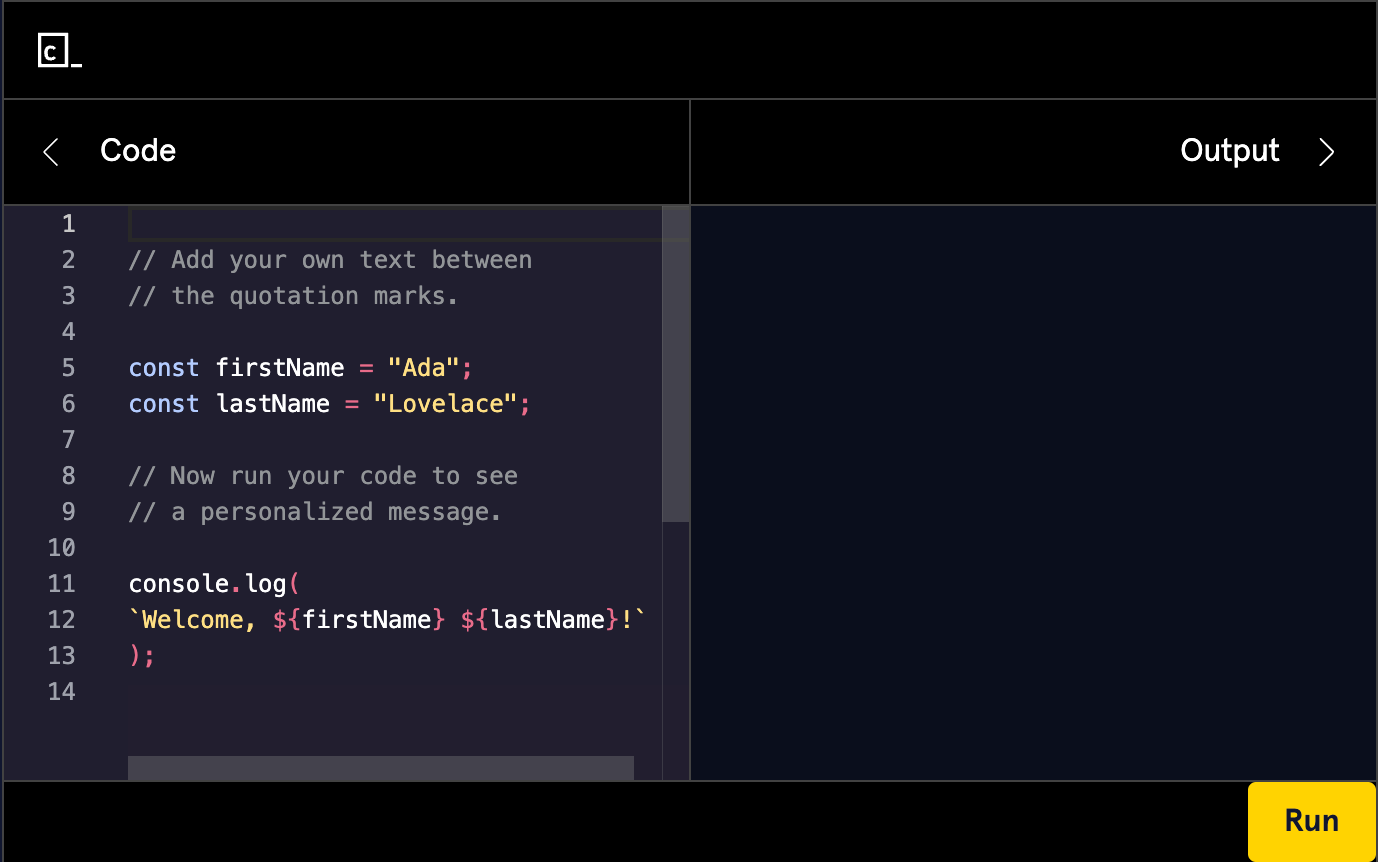 c_
Code
Output
1
2 // Add your own text between
3 // the quotation marks.
4
5 const firstName = "Ada";
6 const lastName = "Lovelace";
7
8 // Now run your code to see
9 // a personalized message.
10
11 console.log(
12 `Welcome, ${firstName} ${lastName}!`
13 );
14
Run